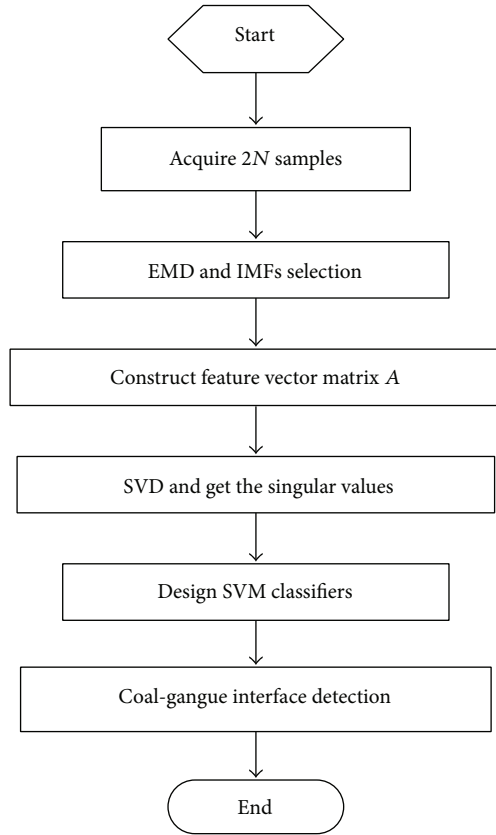 Start
Acquire 2N samples
EMD and IMFs selection
Construct feature vector matrix A
SVD and get the singular values
Design SVM classifiers
Coal-gangue interface detection
End